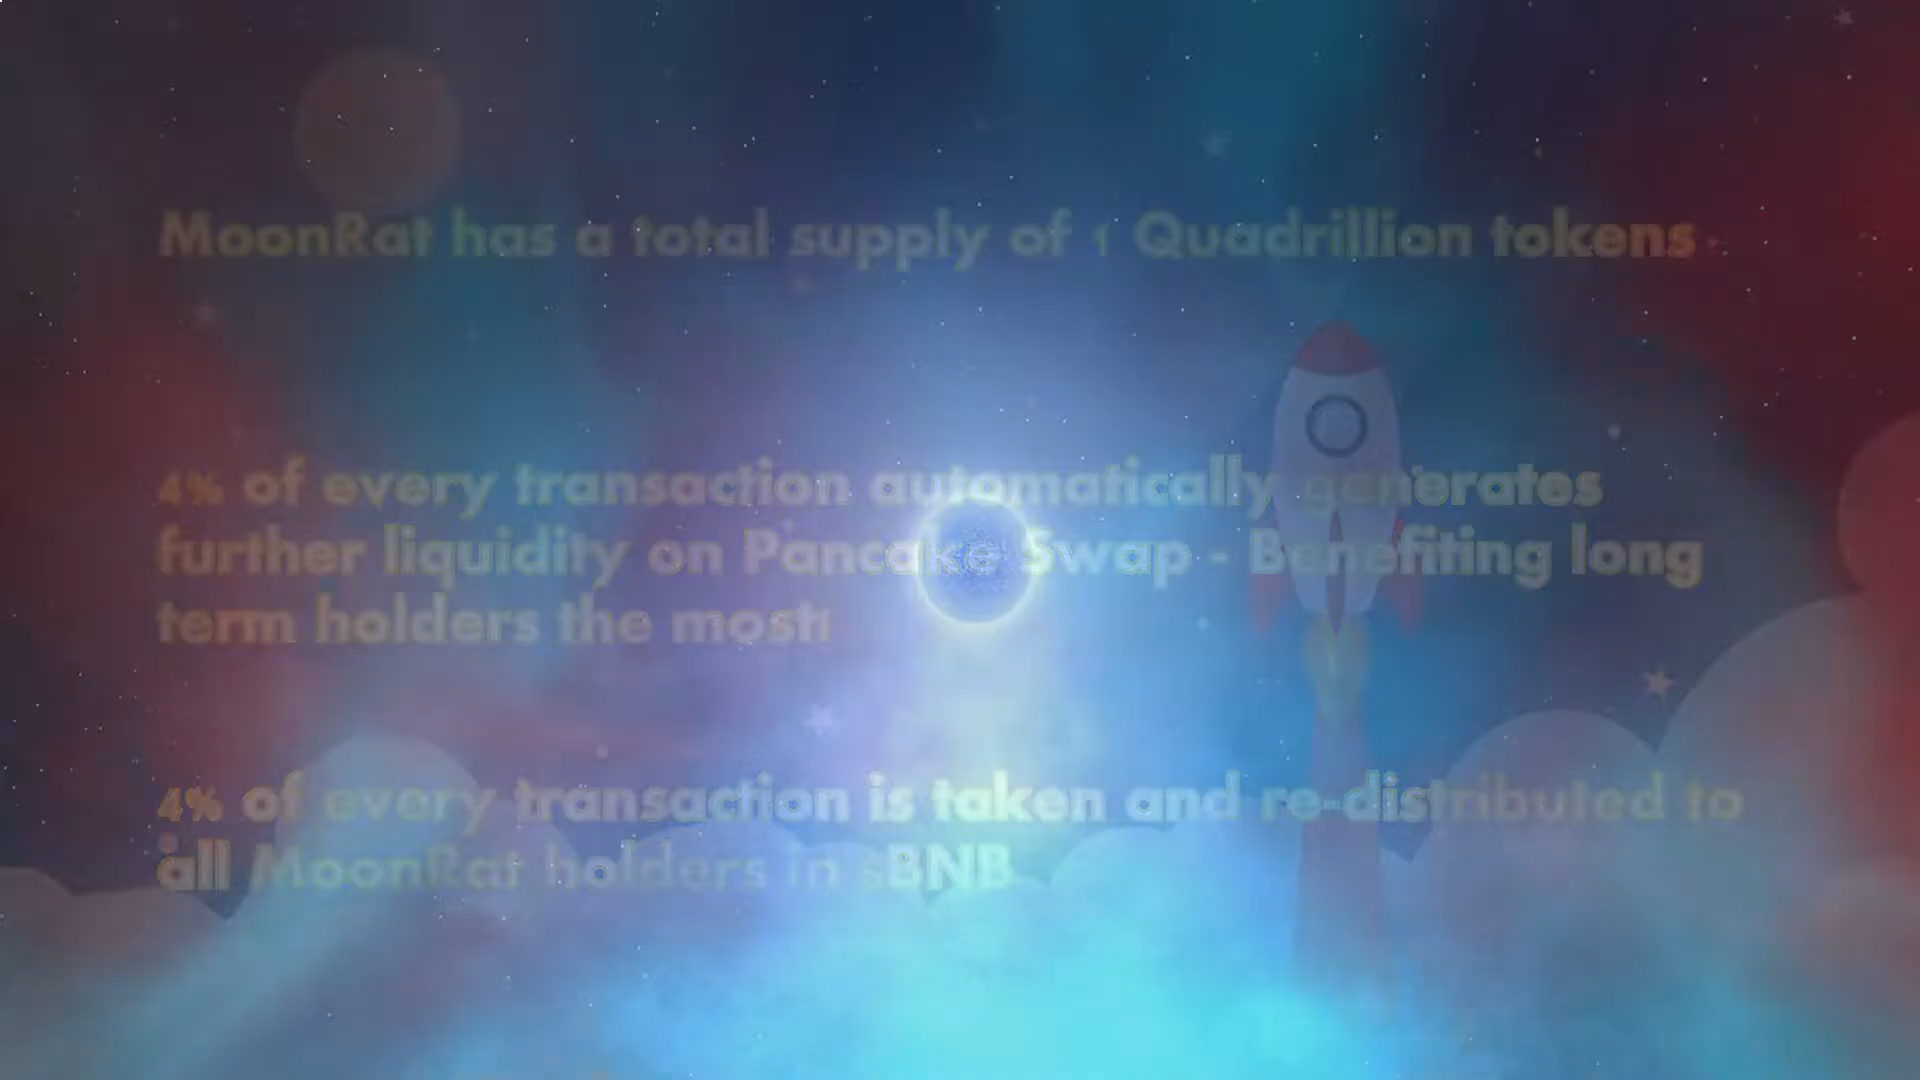 MoonRat has a total supply of 1 Quadrillion tokens
4% of every transaction automatically generates
further liquidity on Pancake Swap - Benefiting long
term holders the most!
4% of every transaction is taken and re-distributed to
all MoonRat holders in sBNB